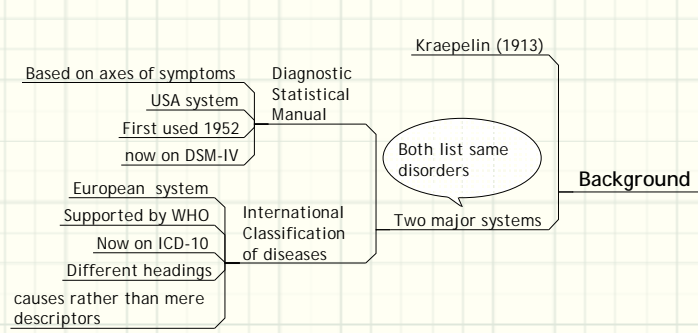 Kraepelin (1913)
Based on axes of symptoms
USA system
First used 1952
now on DSM-IV
Diagnostic
Statistical
Manual
Both list same
disorders
Background
Two major systems
European system
Supported by WHO
Now on ICD-10
Different headings
causes rather than mere
descriptors
International
Classification
of diseases